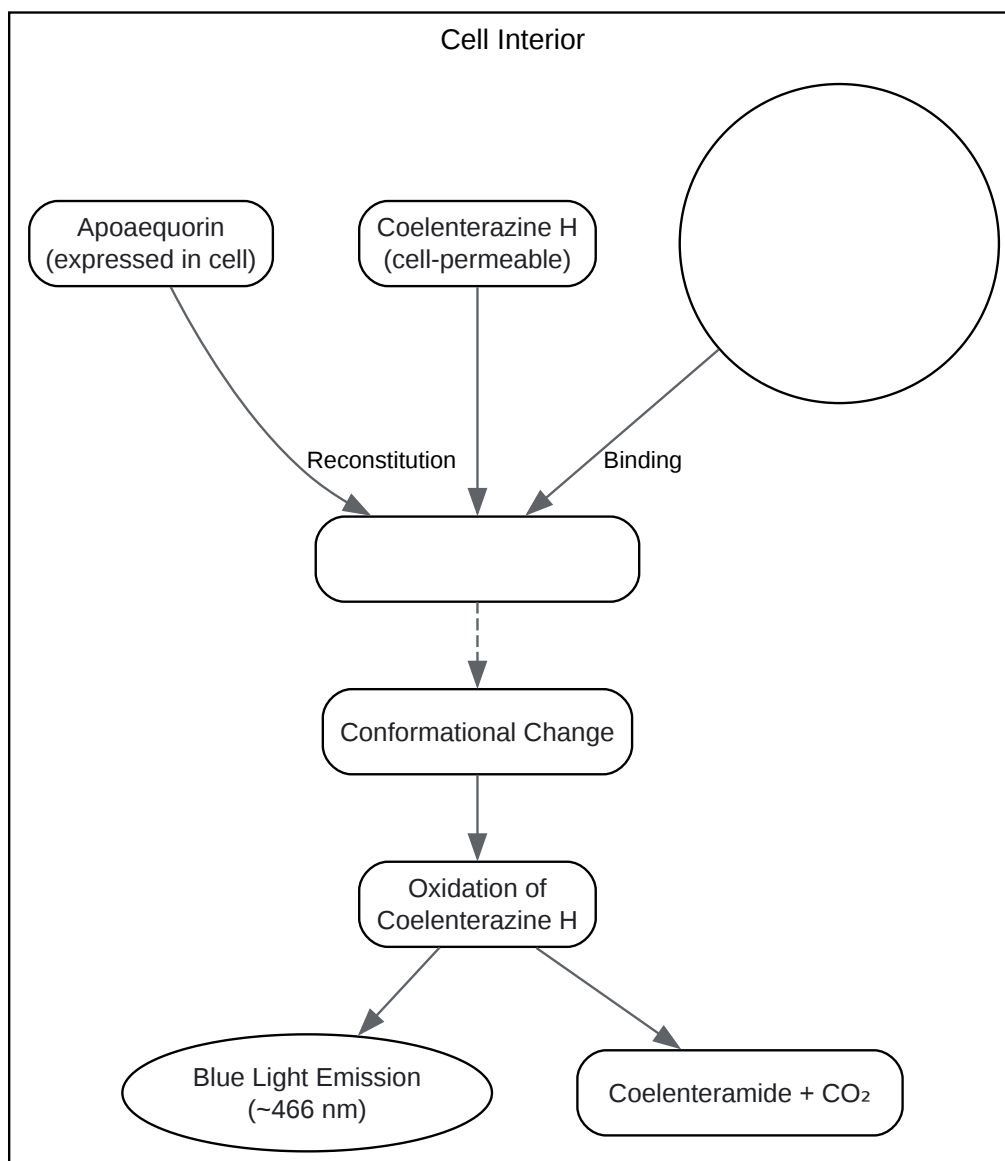 Cell Interior
Apoaequorin
(expressed in cell)
Coelenterazine H
(cell-permeable)
Reconstitution
Binding
Conformational Change
Oxidation of
Coelenterazine H
Blue Light Emission
(~466 nm)
Coelenteramide + CO₂